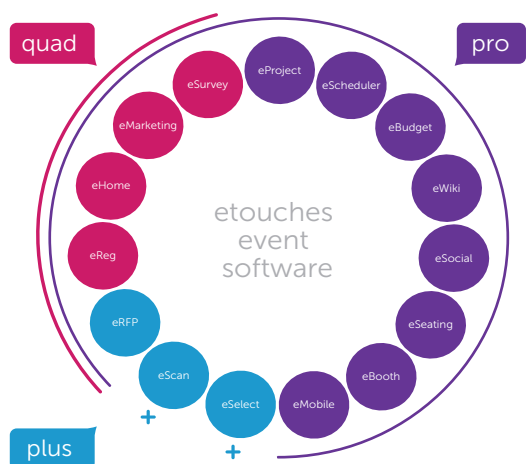 quad
pro
eProject
eScheduler
eBudget
eWiki
eSocial
eSeating
eBooth
eMobile
eSelect
+
eScan
+
eRFP
eReg
eHome
eMarketing
eSurvey
etouches
event
software
plus